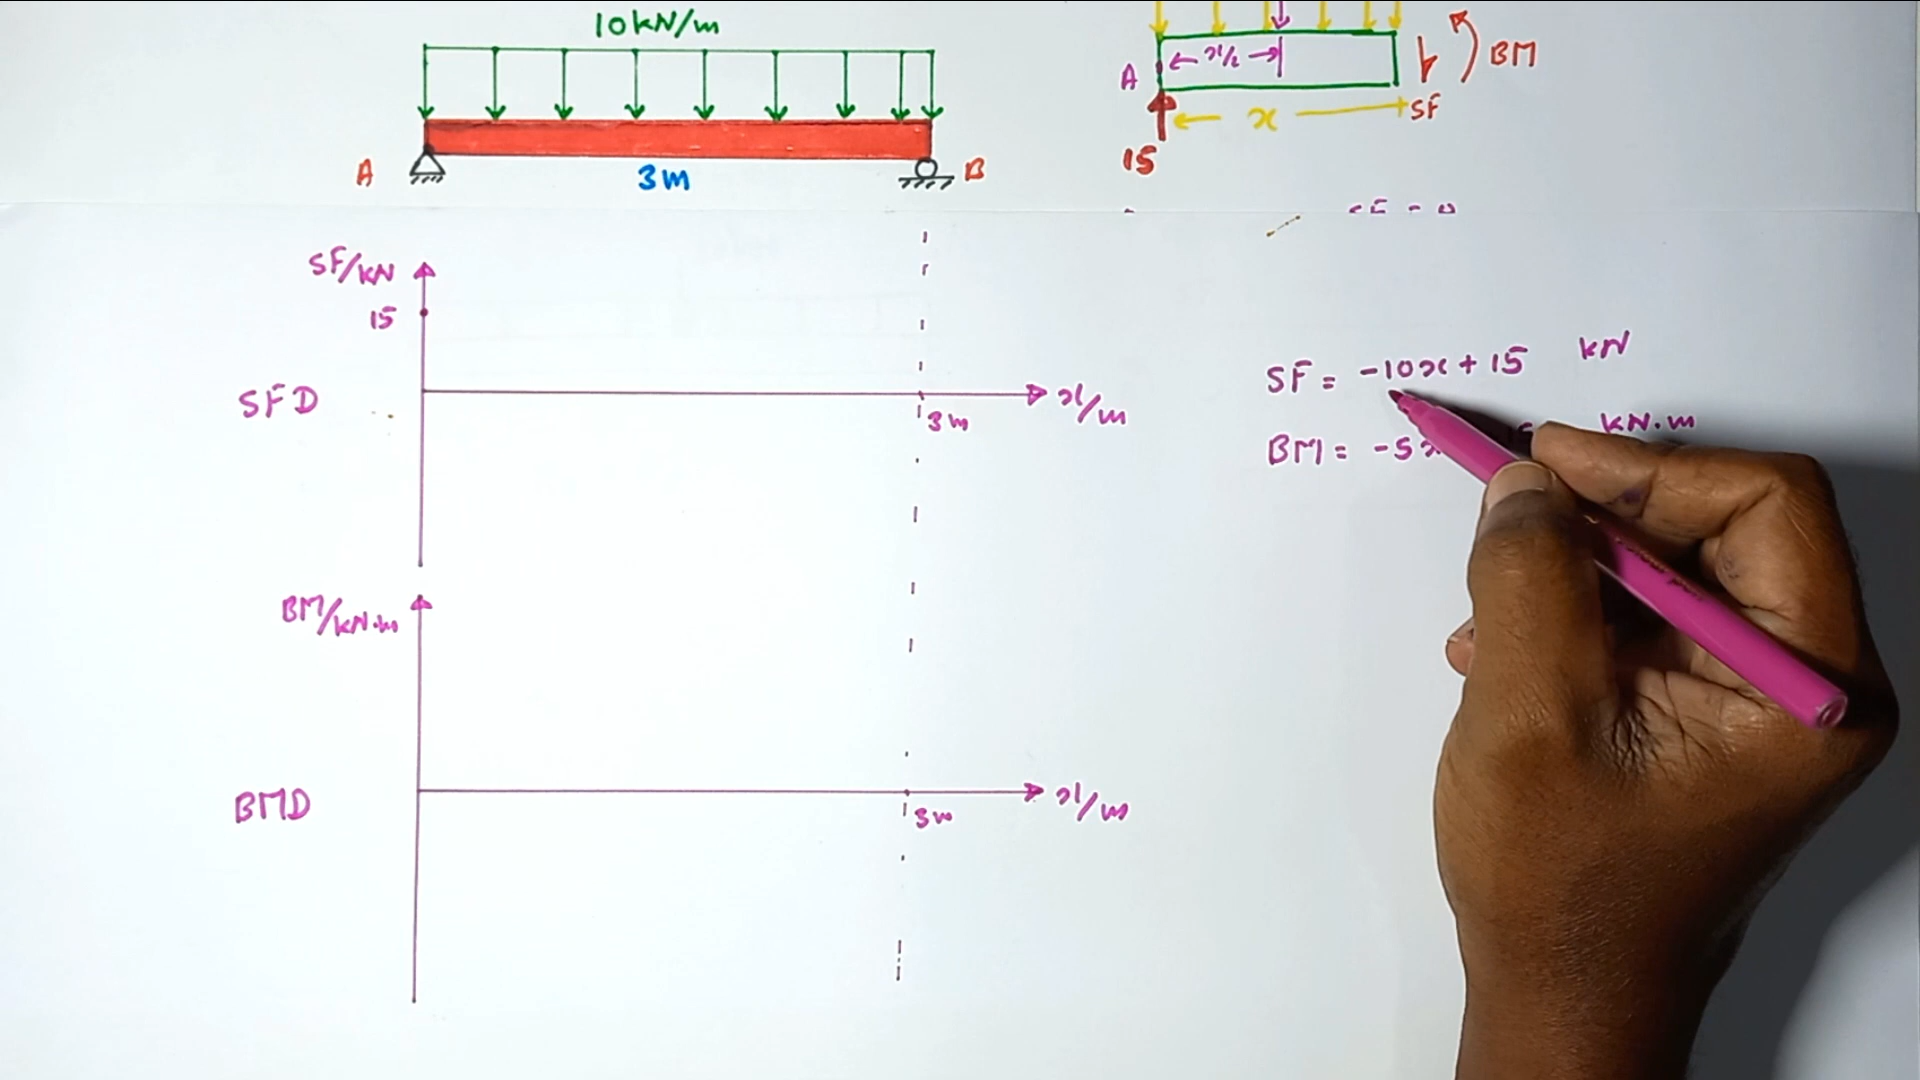 10kN/m
A
B
3m
A
x/2
x
SF
BM
15
SF/kN
15
SFD
3m
x/m
SF = -10x + 15 kN
BM = -5x kN.m
BM/kN.m
BMD
3m
x/m